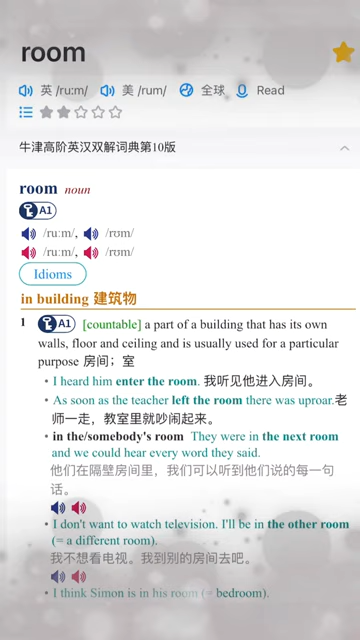 room
英 /ruːm/ 美 /rum/ 全球 Read
牛津高阶英汉双解词典第10版
room noun
A1
/ruːm/, /rʊm/
/ruːm/, /rʊm/
Idioms
in building 建筑物
1 A1 [countable] a part of a building that has its own
walls, floor and ceiling and is usually used for a particular
purpose 房间；室
• I heard him enter the room. 我听见他进入房间。
• As soon as the teacher left the room there was uproar.老
师一走，教室里就吵闹起来。
• in the/somebody's room They were in the next room
and we could hear every word they said.
他们在隔壁房间里，我们可以听到他们说的每一句
话。
• I don't want to watch television. I'll be in the other room
(= a different room).
我不想看电视。我到别的房间去吧。
• I think Simon is in his room (= bedroom).